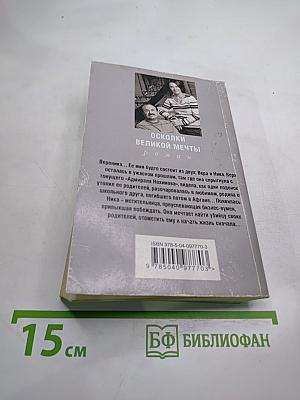 ОСКОЛКИ
ВЕЛИКОЙ МЕЧТЫ
роман
Вероника... Ее имя будто состоит из двух: Вера и Ника. Вера
осталась в ужасном прошлом, там где она спрыгнула с
тонущего «Адмирала Нахимова», видела, как один подонок
утопил ее родителей, разочаровалась в любимом, родила от
школьного друга, погибшего потом в Афгане... Появилась
Ника – мстительница, преуспевающая бизнес-вумен,
привыкшая побеждать. Она мечтает найти убийцу своих
родителей, отомстить ему и начать жизнь сначала...
ISBN 978-5-04-097770-3
9 785040 977703 >
15 см
БФ БИБЛИОФАН